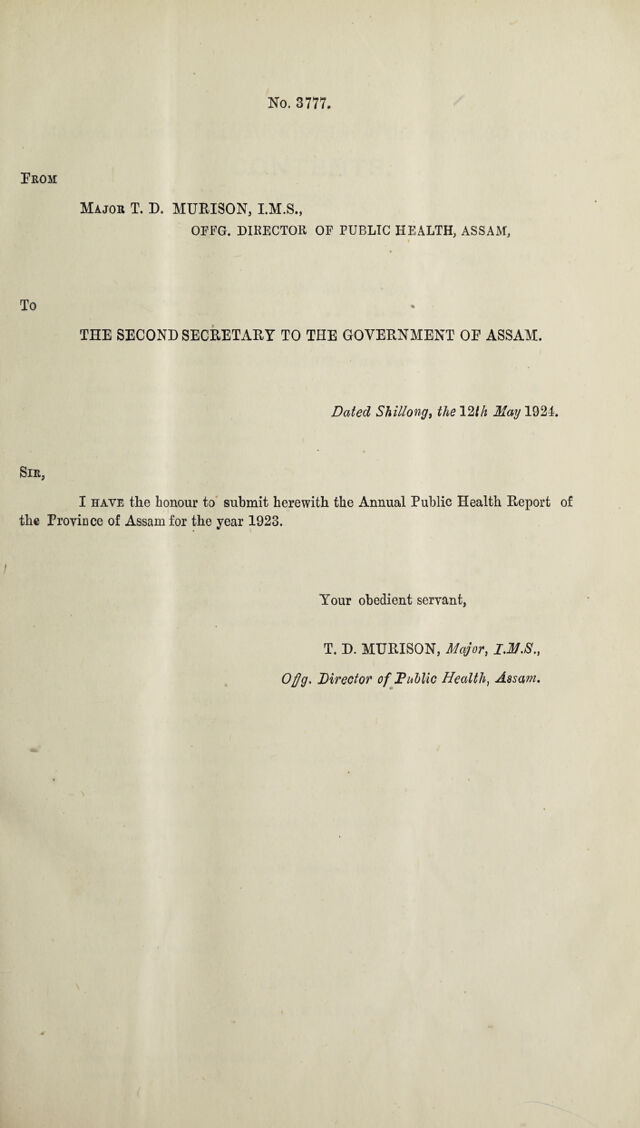 No. 3777.
FROM
MAJOR T. D. MURISON, I.M.S.,
OFFG. DIRECTOR OF PUBLIC HEALTH, ASSAM,
To
THE SECOND SECRETARY TO THE GOVERNMENT OF ASSAM.
Dated Shillong, the 12th May 1924.
SIR,
I HAVE the honour to submit herewith the Annual Public Health Report of
the Province of Assam for the year 1923.
Your obedient servant,
T. D. MURISON, Major, I.M.S.,
Offg. Director of Public Health, Assam.